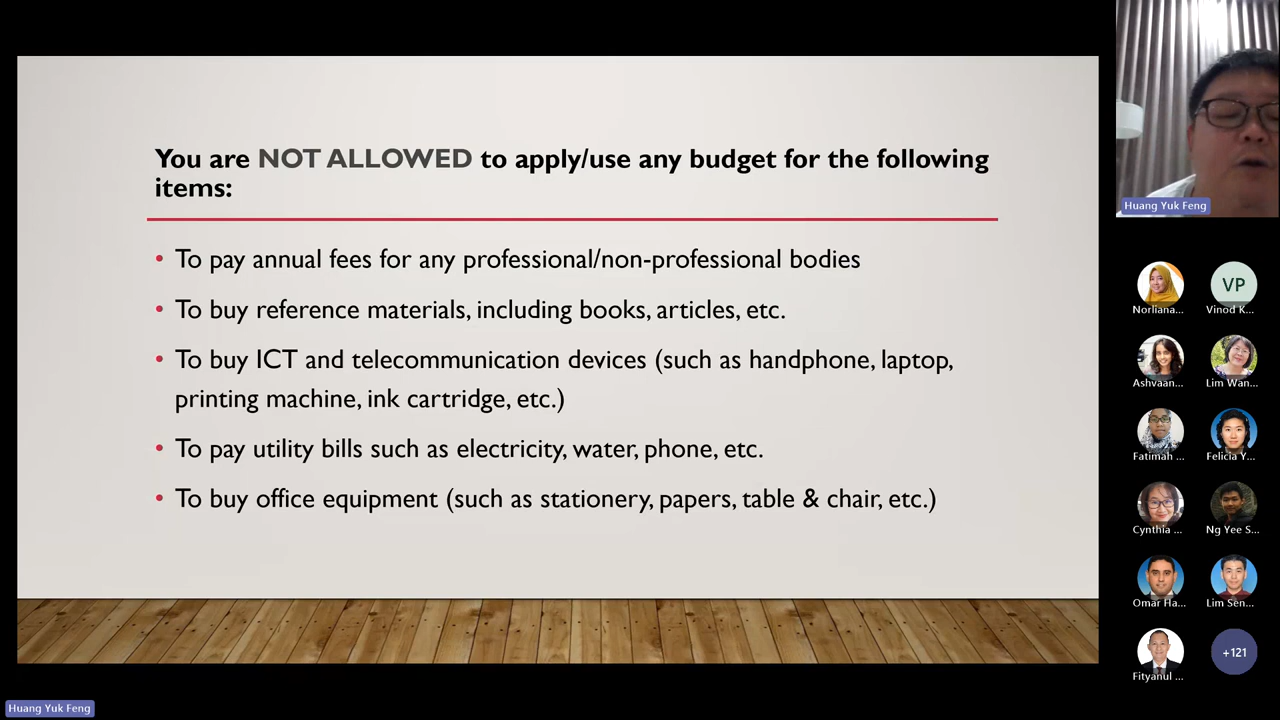 You are NOT ALLOWED to apply/use any budget for the following
items:
• To pay annual fees for any professional/non-professional bodies
• To buy reference materials, including books, articles, etc.
• To buy ICT and telecommunication devices (such as handphone, laptop,
printing machine, ink cartridge, etc.)
• To pay utility bills such as electricity, water, phone, etc.
• To buy office equipment (such as stationery, papers, table & chair, etc.)
Huang Yuk Feng
VP
Norliana...
Vinod K...
Ashvaan...
Lim Wan...
Fatimah ...
Felicia Y...
Cynthia ...
Ng Yee S...
Omar Ha...
Lim Sen...
Fityanul ...
+121
Huang Yuk Feng